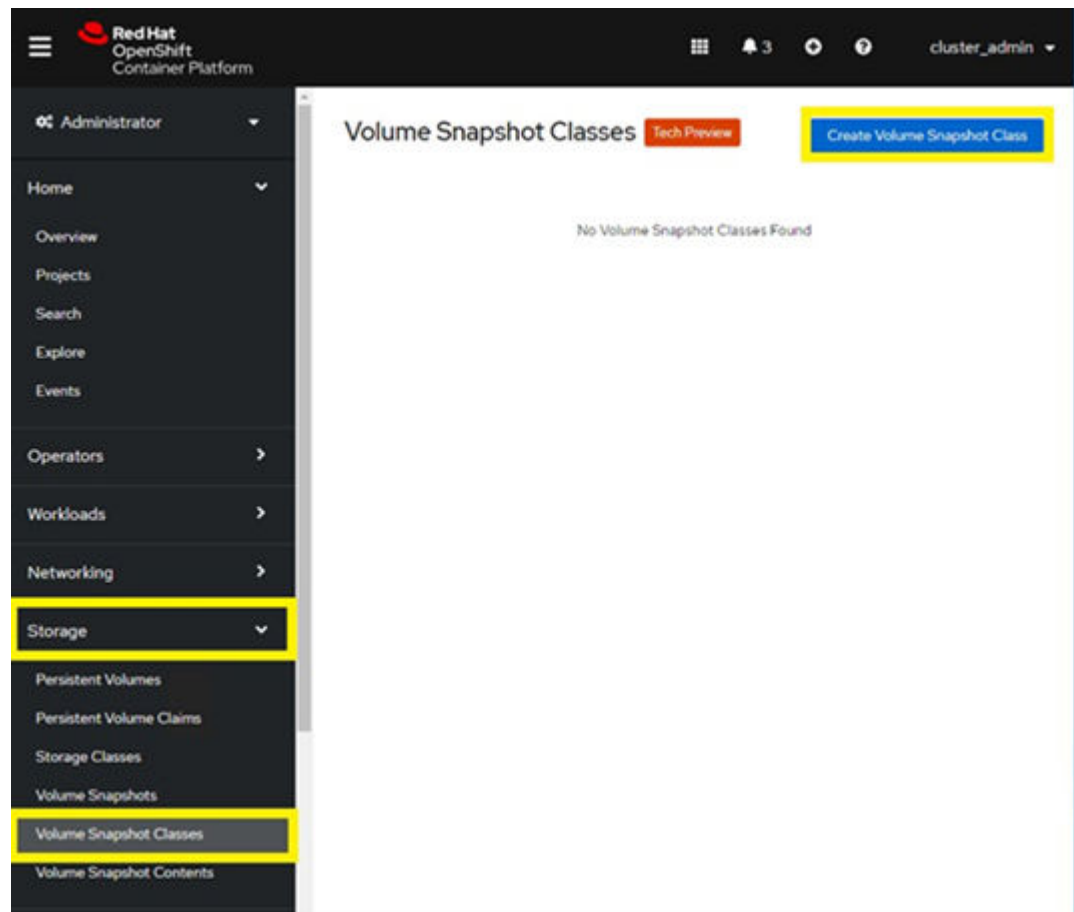 Red Hat
OpenShift
Container Platform
3
cluster_admin
Administrator
Home
Overview
Projects
Search
Explore
Events
Operators
Workloads
Networking
Storage
Persistent Volumes
Persistent Volume Claims
Storage Classes
Volume Snapshots
Volume Snapshot Classes
Volume Snapshot Contents
Volume Snapshot Classes Tech Preview
Create Volume Snapshot Class
No Volume Snapshot Classes Found